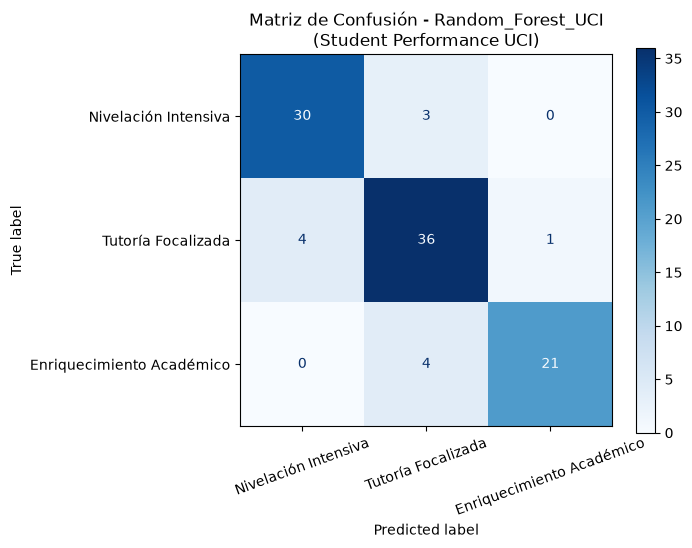 Matriz de Confusión - Random_Forest_UCI
(Student Performance UCI)
Nivelación Intensiva
30
3
0
Tutoría Focalizada
4
36
1
Enriquecimiento Académico
0
4
21
True label
Nivelación Intensiva
Tutoría Focalizada
Enriquecimiento Académico
Predicted label
35
30
25
20
15
10
5
0